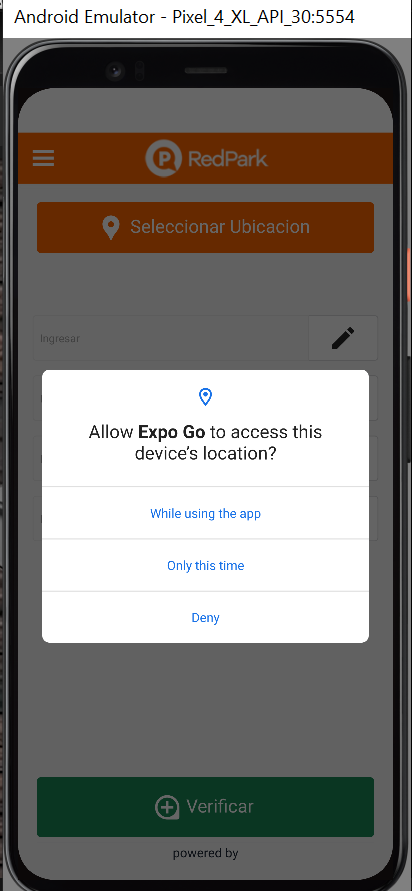 Android Emulator - Pixel_4_XL_API_30:5554
P RedPark
Seleccionar Ubicacion
Ingresar
Allow Expo Go to access this
device's location?
While using the app
Only this time
Deny
Verificar
powered by